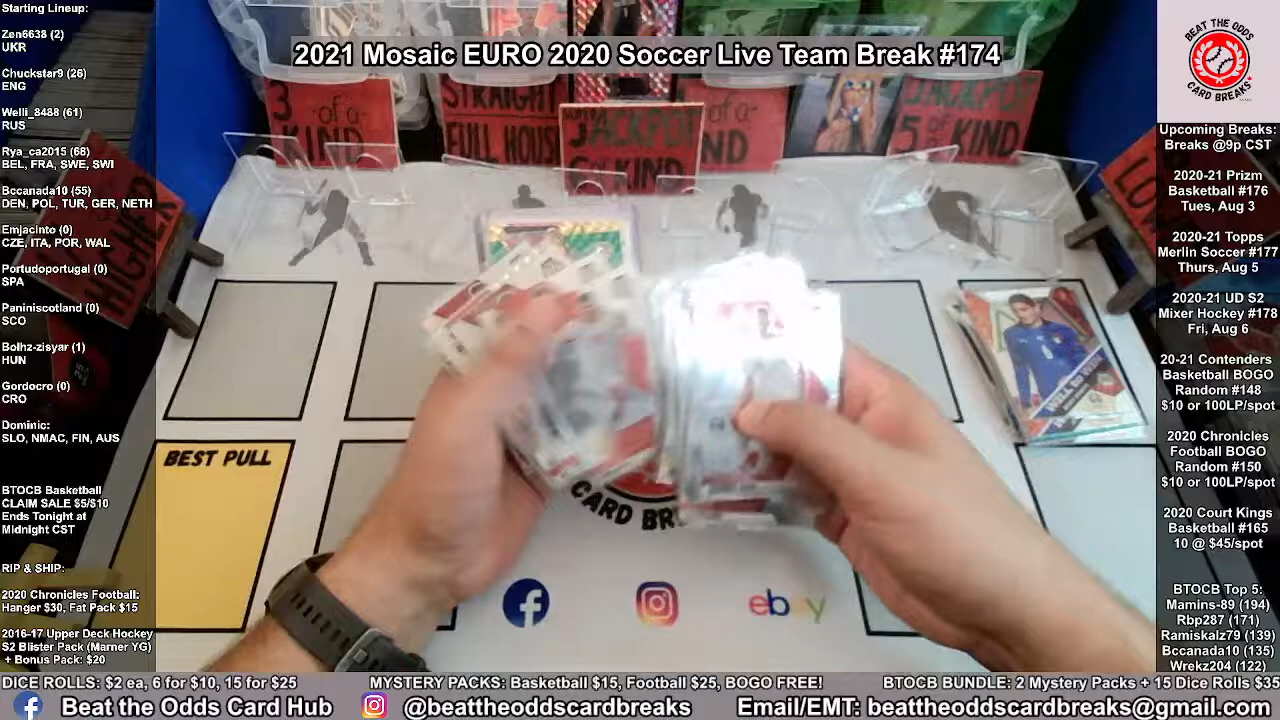 2021 Mosaic EURO 2020 Soccer Live Team Break #174
Starting Lineup:
Zen6638 (2)
UKR
Chuckstar9 (26)
ENG
Welli_8488 (61)
RUS
Rya_ca2015 (68)
BEL, FRA, SWE, SWI
Bccanada10 (55)
DEN, POL, TUR, GER, NETH
Emjacinto (0)
CZE, ITA, POR, WAL
Portudoportugal (0)
SPA
Paniniscotland (0)
SCO
Bolhz-zisyar (1)
HUN
Gordocro (0)
CRO
Dominic:
SLO, NMAC, FIN, AUS
BTOCB Basketball
CLAIM SALE $5/$10
Ends Tonight at
Midnight CST
RIP & SHIP:
2020 Chronicles Football:
Hanger $30, Fat Pack $15
2016-17 Upper Deck Hockey
S2 Blister Pack (Marner YG)
+ Bonus Pack: $20
3 of a
KIND
STRAIGHT
FULL HOUSE
JACKPOT
6 of KIND
of a
KIND
JACKPOT
5 of KIND
HIGHER
BEST PULL
WILL TO WIN
CARD BR
ebay
BEAT THE ODDS
CARD BREAKS
Upcoming Breaks:
Breaks @9p CST
2020-21 Prizm
Basketball #176
Tues, Aug 3
2020-21 Topps
Merlin Soccer #177
Thurs, Aug 5
2020-21 UD S2
Mixer Hockey #178
Fri, Aug 6
20-21 Contenders
Basketball BOGO
Random #148
$10 or 100LP/spot
2020 Chronicles
Football BOGO
Random #150
$10 or 100LP/spot
2020 Court Kings
Basketball #165
10 @ $45/spot
BTOCB Top 5:
Mamins-89 (194)
Rbp287 (171)
Ramiskalz79 (139)
Bccanada10 (135)
Wrekz204 (122)
DICE ROLLS: $2 ea, 6 for $10, 15 for $25 MYSTERY PACKS: Basketball $15, Football $25, BOGO FREE! BTOCB BUNDLE: 2 Mystery Packs + 15 Dice Rolls $35
Beat the Odds Card Hub @beattheoddscardbreaks Email/EMT: beattheoddscardbreaks@gmail.com